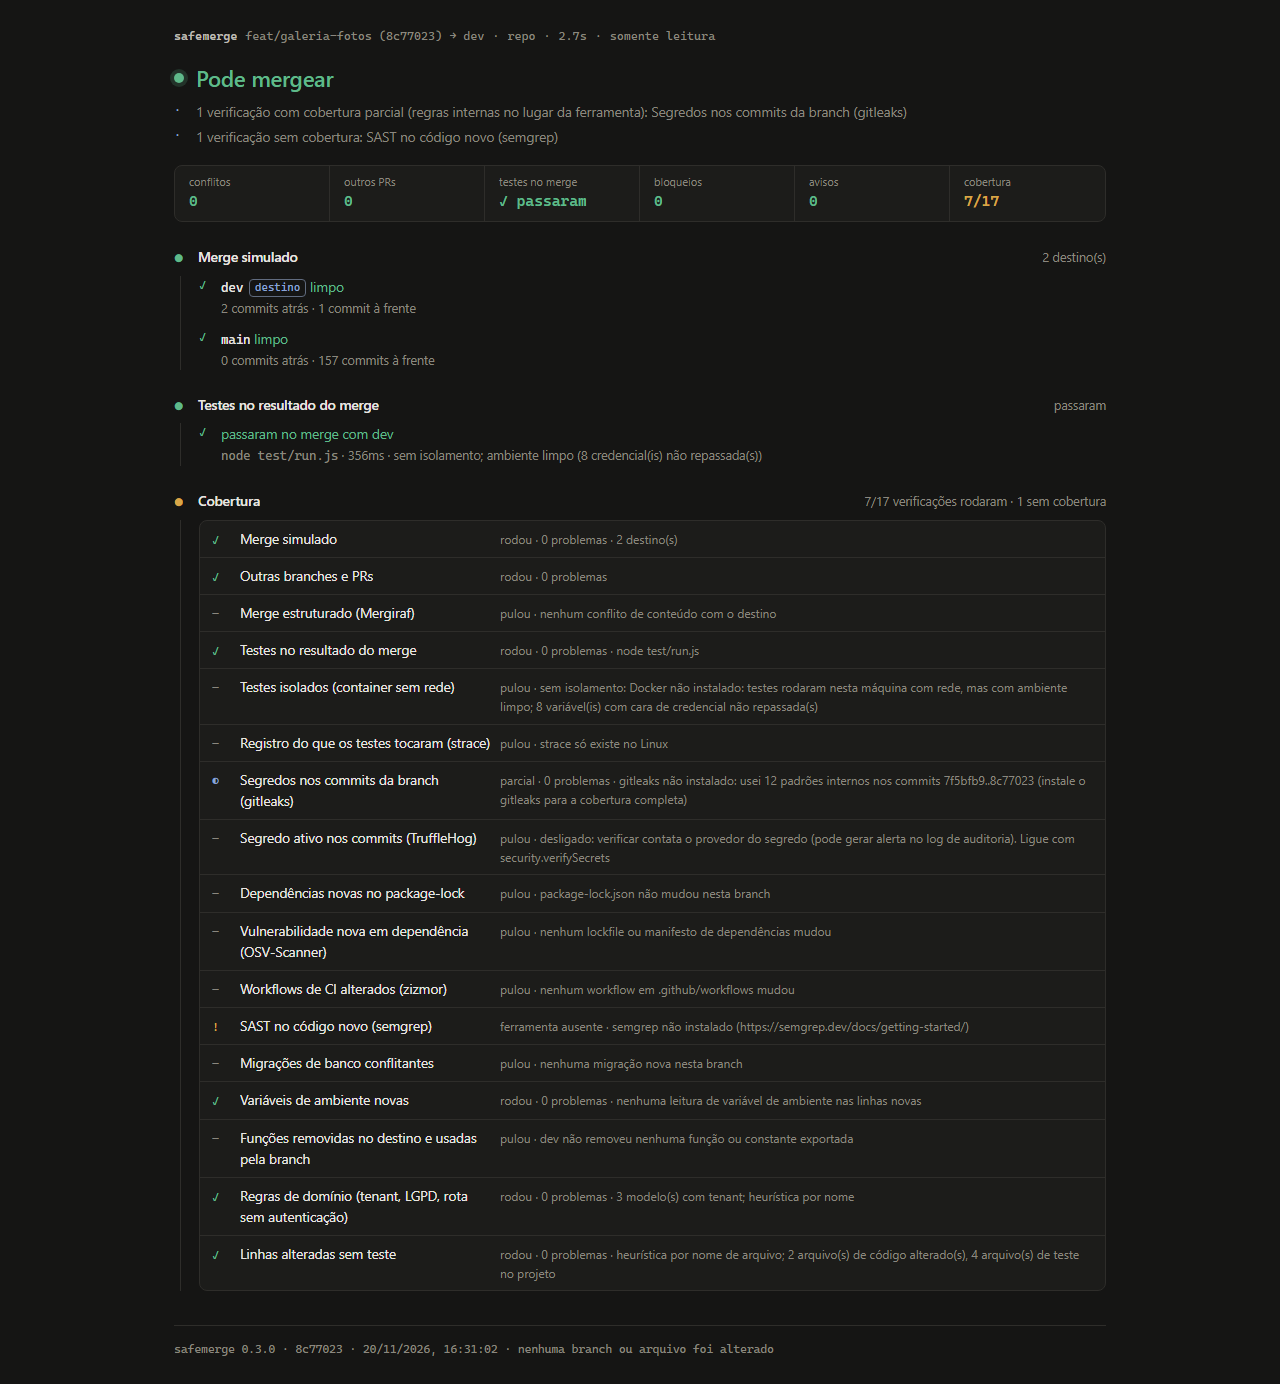 safemerge feat/galeria-fotos (8c77023) → dev · repo · 2.7s · somente leitura
Pode mergear
· 1 verificação com cobertura parcial (regras internas no lugar da ferramenta): Segredos nos commits da branch (gitleaks)
· 1 verificação sem cobertura: SAST no código novo (semgrep)
conflitos
0
outros PRs
0
testes no merge
✓ passaram
bloqueios
0
avisos
0
cobertura
7/17
Merge simulado 2 destino(s)
✓ dev destino limpo
2 commits atrás · 1 commit à frente
✓ main limpo
0 commits atrás · 157 commits à frente
Testes no resultado do merge passaram
✓ passaram no merge com dev
node test/run.js · 356ms · sem isolamento; ambiente limpo (8 credencial(is) não repassada(s))
Cobertura 7/17 verificações rodaram · 1 sem cobertura
✓ Merge simulado rodou · 0 problemas · 2 destino(s)
✓ Outras branches e PRs rodou · 0 problemas
– Merge estruturado (Mergiraf) pulou · nenhum conflito de conteúdo com o destino
✓ Testes no resultado do merge rodou · 0 problemas · node test/run.js
– Testes isolados (container sem rede) pulou · sem isolamento: Docker não instalado: testes rodaram nesta máquina com rede, mas com ambiente
limpo; 8 variável(is) com cara de credencial não repassada(s)
– Registro do que os testes tocaram (strace) pulou · strace só existe no Linux
◐ Segredos nos commits da branch
(gitleaks)
parcial · 0 problemas · gitleaks não instalado: usei 12 padrões internos nos commits 7f5bfb9..8c77023 (instale o
gitleaks para a cobertura completa)
– Segredo ativo nos commits (TruffleHog) pulou · desligado: verificar contata o provedor do segredo (pode gerar alerta no log de auditoria). Ligue com
security.verifySecrets
– Dependências novas no package-lock pulou · package-lock.json não mudou nesta branch
– Vulnerabilidade nova em dependência
(OSV-Scanner)
pulou · nenhum lockfile ou manifesto de dependências mudou
– Workflows de CI alterados (zizmor) pulou · nenhum workflow em .github/workflows mudou
! SAST no código novo (semgrep) ferramenta ausente · semgrep não instalado (https://semgrep.dev/docs/getting-started/)
– Migrações de banco conflitantes pulou · nenhuma migração nova nesta branch
✓ Variáveis de ambiente novas rodou · 0 problemas · nenhuma leitura de variável de ambiente nas linhas novas
– Funções removidas no destino e usadas
pela branch
pulou · dev não removeu nenhuma função ou constante exportada
✓ Regras de domínio (tenant, LGPD, rota
sem autenticação)
rodou · 0 problemas · 3 modelo(s) com tenant; heurística por nome
✓ Linhas alteradas sem teste rodou · 0 problemas · heurística por nome de arquivo; 2 arquivo(s) de código alterado(s), 4 arquivo(s) de teste
no projeto
safemerge 0.3.0 · 8c77023 · 20/11/2026, 16:31:02 · nenhuma branch ou arquivo foi alterado